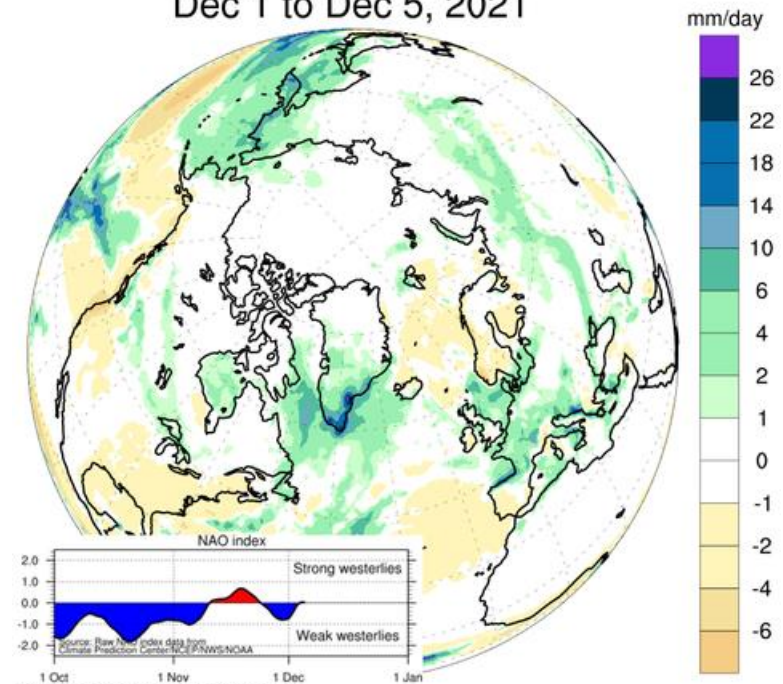 Dec 1 to Dec 5, 2021
mm/day
26
22
18
14
10
6
4
2
1
0
-1
-2
-4
-6
NAO index
2.0
1.0
0.0
-1.0
-2.0
Strong westerlies
Weak westerlies
Source: Raw NAO index data from
Climate Prediction Center/NCEP/NWS/NOAA
1 Oct
1 Nov
1 Dec
1 Jan